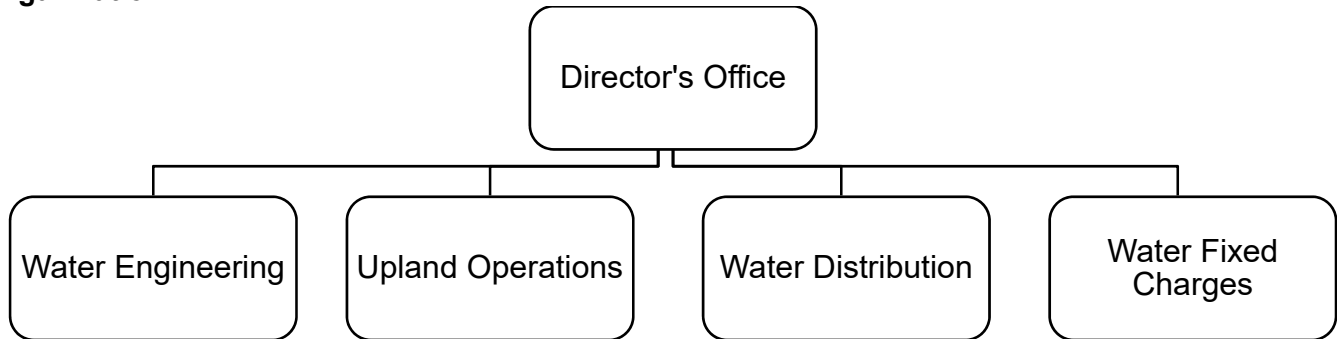 Director's Office
Water Engineering
Upland Operations
Water Distribution
Water Fixed
Charges